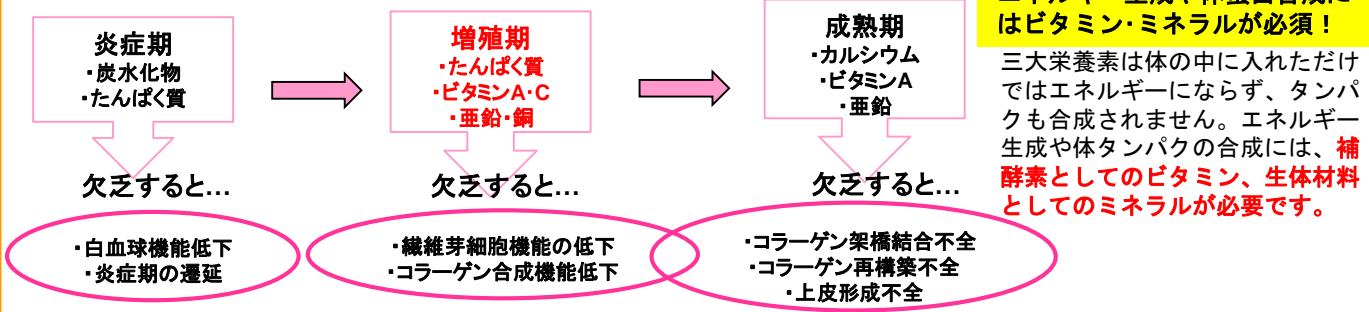 炎症期
・炭水化物
・たんぱく質
増殖期
・たんぱく質
・ビタミンA・C
・亜鉛・銅
成熟期
・カルシウム
・ビタミンA
・亜鉛
欠乏すると…
欠乏すると…
欠乏すると…
・白血球機能低下
・炎症期の遷延
・繊維芽細胞機能の低下
・コラーゲン合成機能低下
・コラーゲン架橋結合不全
・コラーゲン再構築不全
・上皮形成不全
はビタミン・ミネラルが必須！
三大栄養素は体の中に入れただけ
ではエネルギーにならず、タンパ
クも合成されません。エネルギー
生成や体タンパクの合成には、補
酵素としてのビタミン、生体材料
としてのミネラルが必要です。